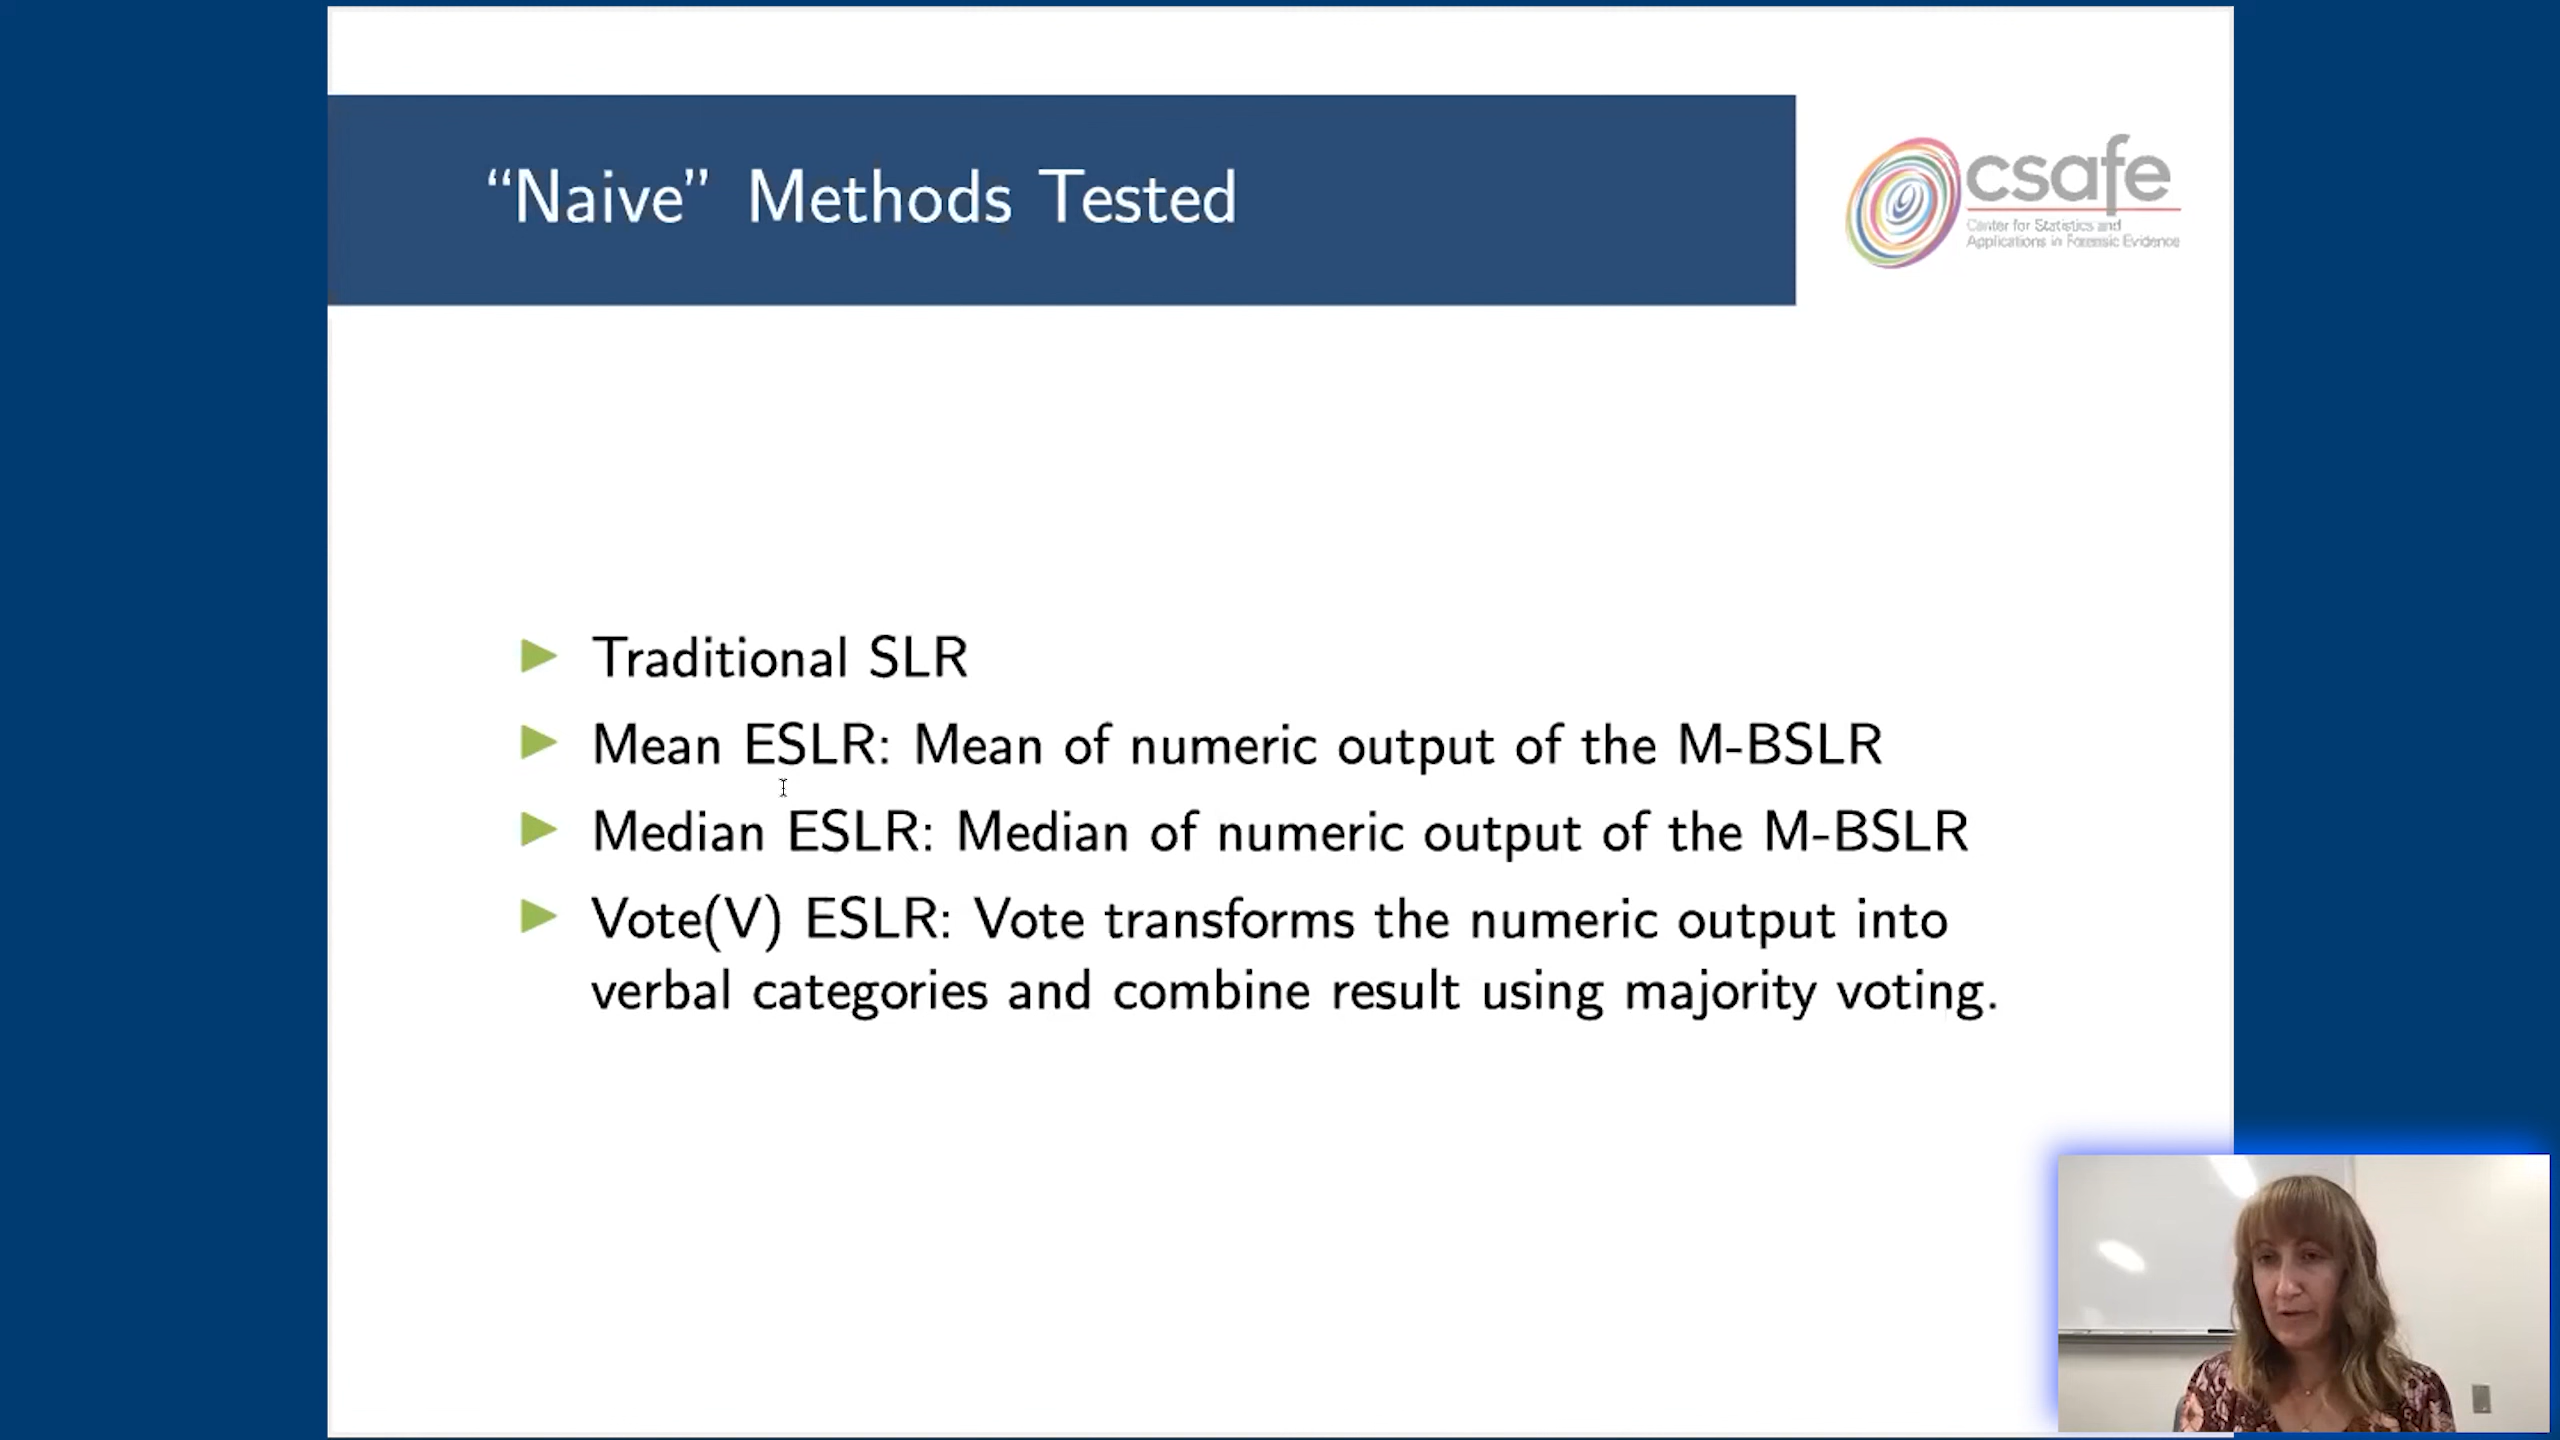 “Naive” Methods Tested
csafe
Center for Statistics and
Applications in Forensic Evidence
Traditional SLR
Mean ESLR: Mean of numeric output of the M-BSLR
Median ESLR: Median of numeric output of the M-BSLR
Vote(V) ESLR: Vote transforms the numeric output into
verbal categories and combine result using majority voting.